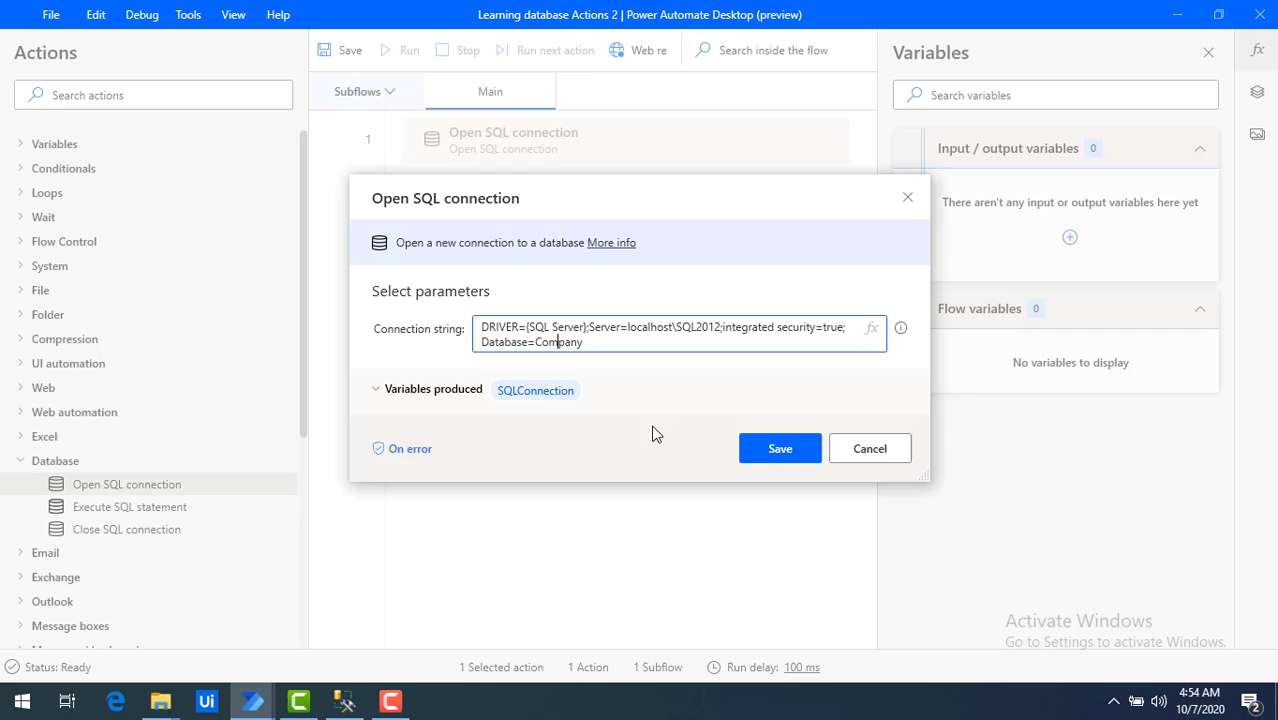 File Edit Debug Tools View Help
Learning database Actions 2 | Power Automate Desktop (preview)
Actions
Search actions
Variables
Conditionals
Loops
Wait
Flow Control
System
File
Folder
Compression
UI automation
Web
Web automation
Excel
Database
Open SQL connection
Execute SQL statement
Close SQL connection
Email
Exchange
Outlook
Message boxes
Save Run Stop Run next action Web re Search inside the flow
Subflows Main
1
Open SQL connection
Open SQL connection
Open SQL connection
Open a new connection to a database More info
Select parameters
Connection string:
DRIVER={SQL Server};Server=localhost\SQL2012;integrated security=true;
Database=Company
fx
Variables produced SQLConnection
On error
Save Cancel
Variables
fx
Search variables
Input / output variables 0
There aren't any input or output variables here yet
Flow variables 0
No variables to display
Activate Windows
Go to Settings to activate Windows.
Status: Ready 1 Selected action 1 Action 1 Subflow Run delay: 100 ms
Ui
4:54 AM
10/7/2020
2